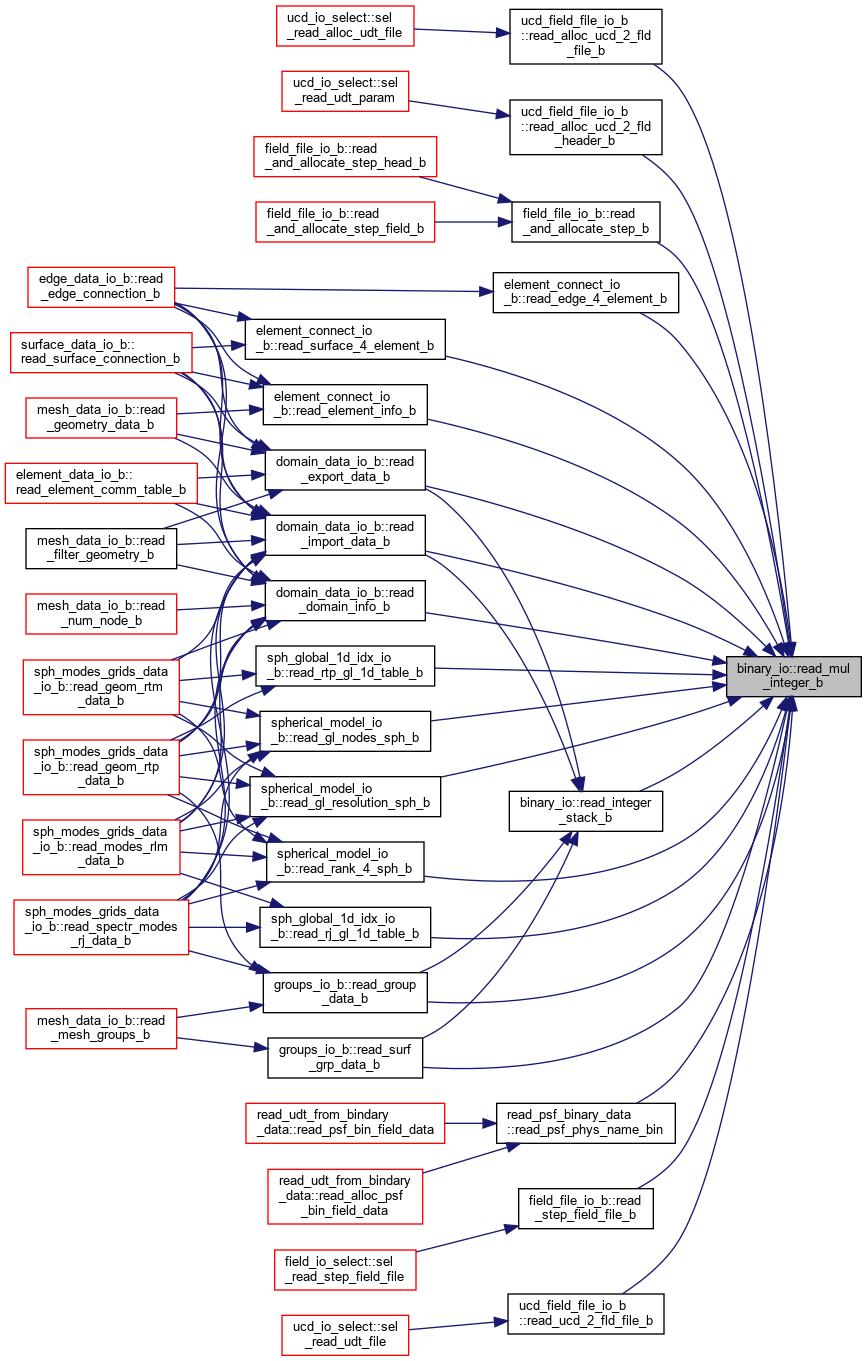 ucd_io_select::sel
_read_alloc_udt_file
ucd_field_file_io_b
::read_alloc_ucd_2_fld
_file_b
ucd_io_select::sel
_read_udt_param
ucd_field_file_io_b
::read_alloc_ucd_2_fld
_header_b
field_file_io_b::read
_and_allocate_step_head_b
field_file_io_b::read
_and_allocate_step_field_b
field_file_io_b::read
_and_allocate_step_b
edge_data_io_b::read
_edge_connection_b
element_connect_io
_b::read_edge_4_element_b
element_connect_io
_b::read_surface_4_element_b
surface_data_io_b::
read_surface_connection_b
element_connect_io
_b::read_element_info_b
mesh_data_io_b::read
_geometry_data_b
domain_data_io_b::read
_export_data_b
element_data_io_b::
read_element_comm_table_b
domain_data_io_b::read
_import_data_b
mesh_data_io_b::read
_filter_geometry_b
domain_data_io_b::read
_domain_info_b
mesh_data_io_b::read
_num_node_b
sph_global_1d_idx_io
_b::read_rtp_gl_1d_table_b
sph_modes_grids_data
_io_b::read_geom_rtm
_data_b
binary_io::read_mul
_integer_b
spherical_model_io
_b::read_gl_nodes_sph_b
sph_modes_grids_data
_io_b::read_geom_rtp
_data_b
spherical_model_io
_b::read_gl_resolution_sph_b
binary_io::read_integer
_stack_b
sph_modes_grids_data
_io_b::read_modes_rlm
_data_b
spherical_model_io
_b::read_rank_4_sph_b
sph_modes_grids_data
_io_b::read_spectr_modes
_rj_data_b
sph_global_1d_idx_io
_b::read_rj_gl_1d_table_b
groups_io_b::read_group
_data_b
mesh_data_io_b::read
_mesh_groups_b
groups_io_b::read_surf
_grp_data_b
read_udt_from_bindary
_data::read_psf_bin_field_data
read_psf_binary_data
::read_psf_phys_name_bin
read_udt_from_bindary
_data::read_alloc_psf
_bin_field_data
field_file_io_b::read
_step_field_file_b
field_io_select::sel
_read_step_field_file
ucd_field_file_io_b
::read_ucd_2_fld_file_b
ucd_io_select::sel
_read_udt_file